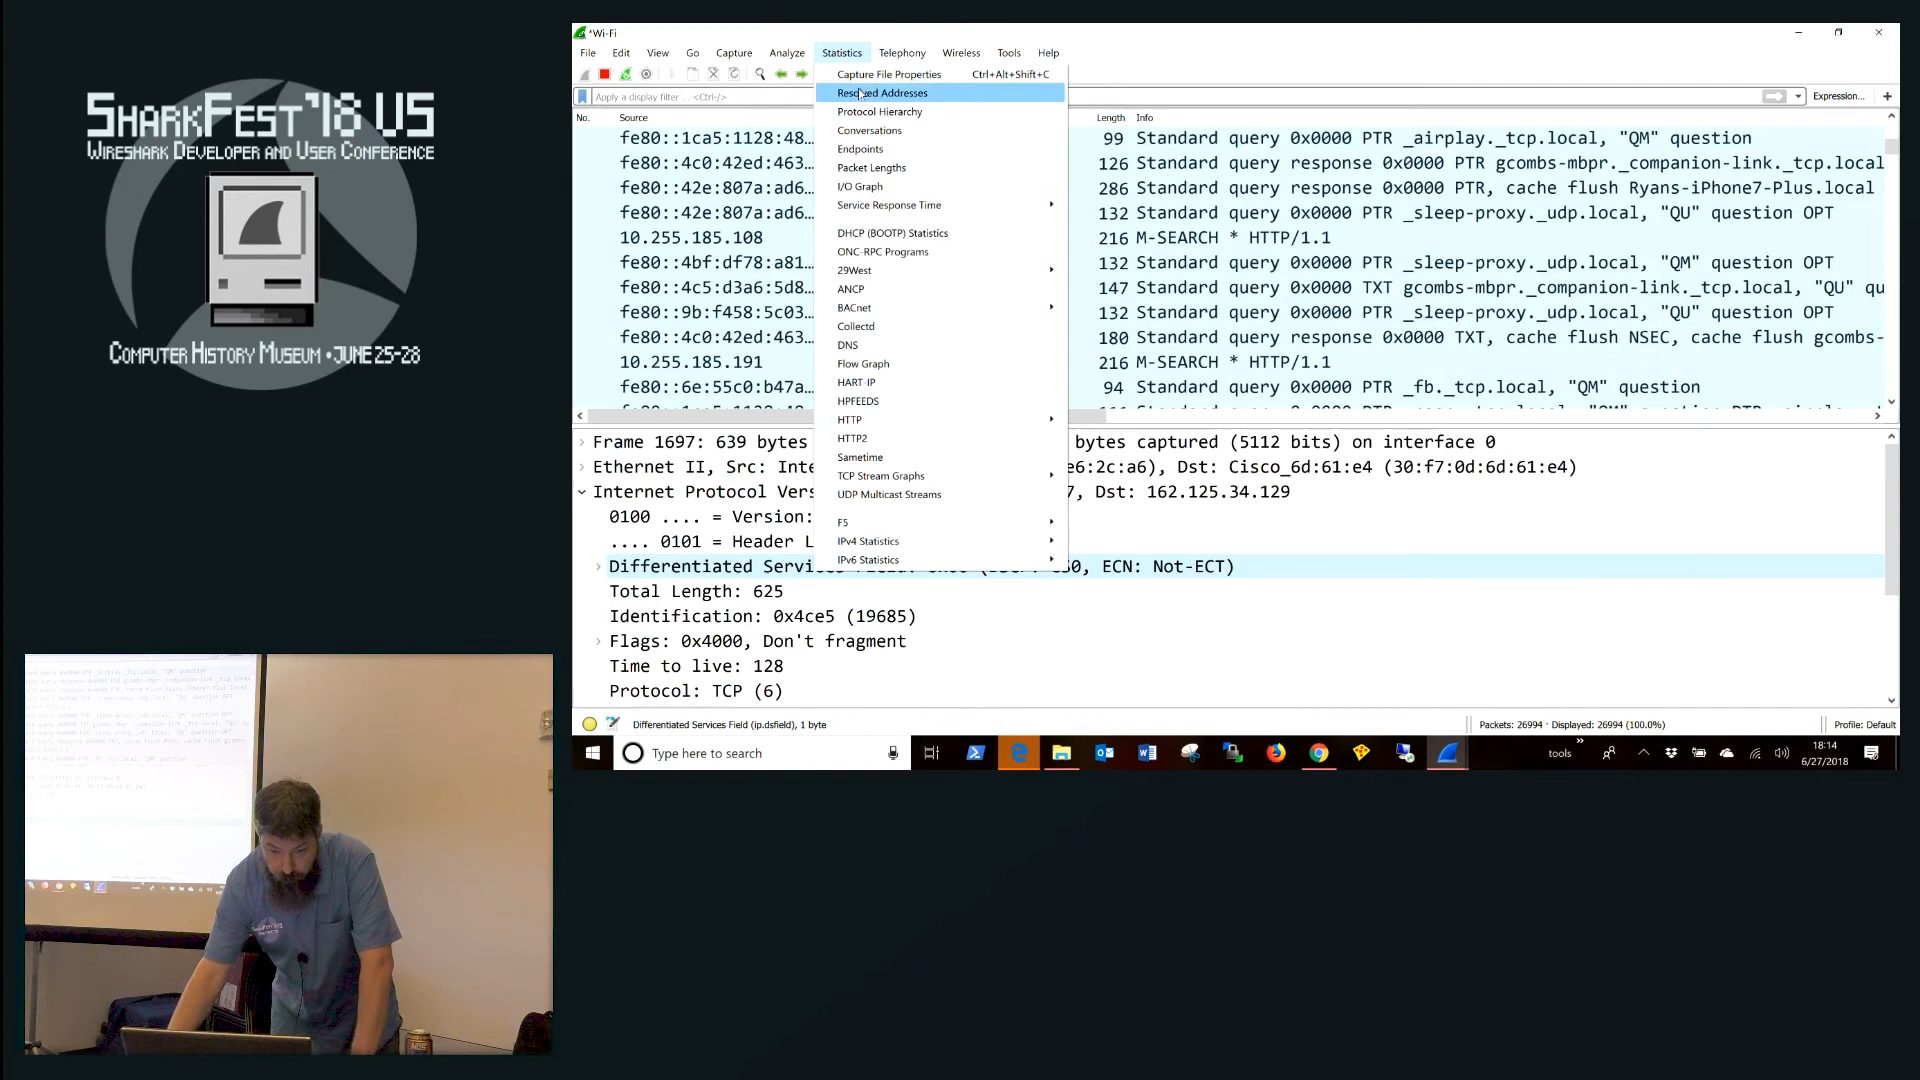 SHARKFEST'18 US
WIRESHARK DEVELOPER AND USER CONFERENCE
COMPUTER HISTORY MUSEUM • JUNE 25-28
*Wi-Fi
File Edit View Go Capture Analyze Statistics Telephony Wireless Tools Help
Apply a display filter ... <Ctrl-/>
Expression... +
Capture File Properties Ctrl+Alt+Shift+C
Resolved Addresses
Protocol Hierarchy
Conversations
Endpoints
Packet Lengths
I/O Graph
Service Response Time
DHCP (BOOTP) Statistics
ONC-RPC Programs
29West
ANCP
BACnet
Collectd
DNS
Flow Graph
HART-IP
HPFEEDS
HTTP
HTTP2
Sametime
TCP Stream Graphs
UDP Multicast Streams
F5
IPv4 Statistics
IPv6 Statistics
No. Source Length Info
fe80::1ca5:1128:48... 99 Standard query 0x0000 PTR _airplay._tcp.local, "QM" question
fe80::4c0:42ed:463... 126 Standard query response 0x0000 PTR gcombs-mbpr._companion-link._tcp.local
fe80::42e:807a:ad6... 286 Standard query response 0x0000 PTR, cache flush Ryans-iPhone7-Plus.local
fe80::42e:807a:ad6... 132 Standard query 0x0000 PTR _sleep-proxy._udp.local, "QU" question OPT
10.255.185.108 216 M-SEARCH * HTTP/1.1
fe80::4bf:df78:a81... 132 Standard query 0x0000 PTR _sleep-proxy._udp.local, "QM" question OPT
fe80::4c5:d3a6:5d8... 147 Standard query 0x0000 TXT gcombs-mbpr._companion-link._tcp.local, "QU" qu
fe80::9b:f458:5c03... 132 Standard query 0x0000 PTR _sleep-proxy._udp.local, "QU" question OPT
fe80::4c0:42ed:463... 180 Standard query response 0x0000 TXT, cache flush NSEC, cache flush gcombs-
10.255.185.191 216 M-SEARCH * HTTP/1.1
fe80::6e:55c0:b47a... 94 Standard query 0x0000 PTR _fb._tcp.local, "QM" question
Frame 1697: 639 bytes bytes captured (5112 bits) on interface 0
Ethernet II, Src: Inte e6:2c:a6), Dst: Cisco_6d:61:e4 (30:f7:0d:6d:61:e4)
Internet Protocol Vers 7, Dst: 162.125.34.129
0100 .... = Version:
.... 0101 = Header L
Differentiated Servi , ECN: Not-ECT)
Total Length: 625
Identification: 0x4ce5 (19685)
Flags: 0x4000, Don't fragment
Time to live: 128
Protocol: TCP (6)
Differentiated Services Field (ip.dsfield), 1 byte
Packets: 26994 · Displayed: 26994 (100.0%)
Profile: Default
Type here to search
tools
18:14
6/27/2018